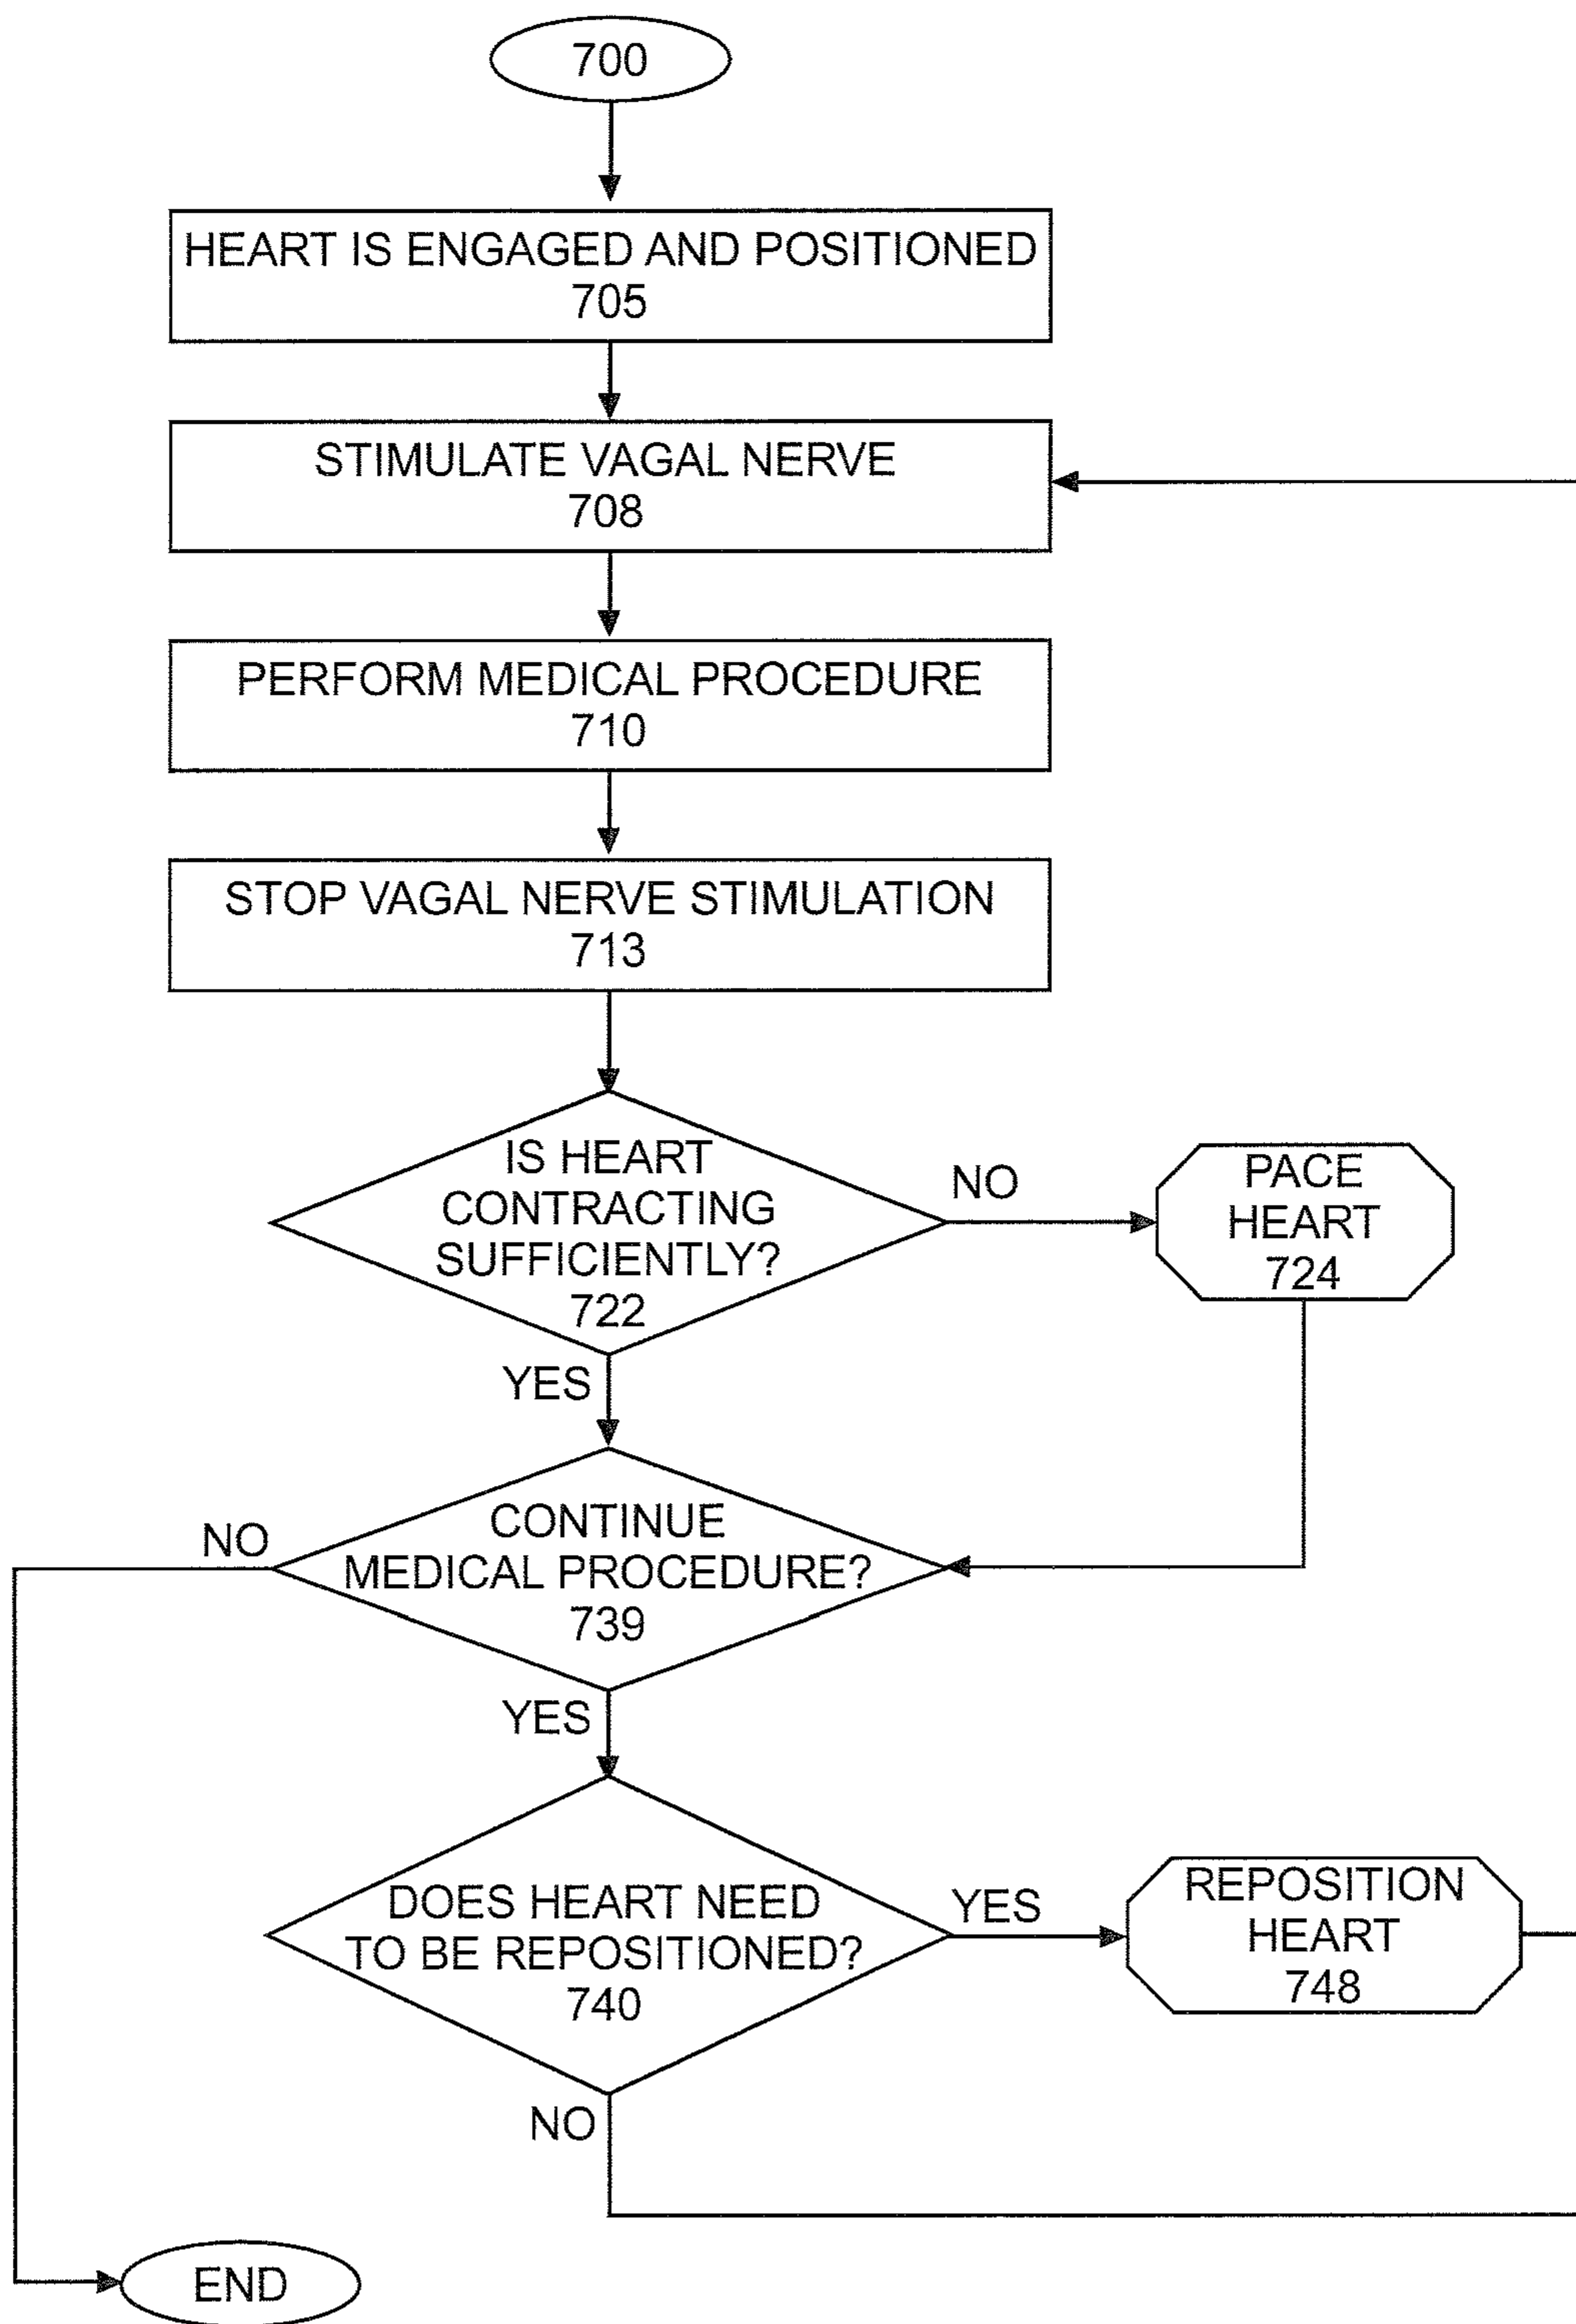 700
HEART IS ENGAGED AND POSITIONED
705
STIMULATE VAGAL NERVE
708
PERFORM MEDICAL PROCEDURE
710
STOP VAGAL NERVE STIMULATION
713
IS HEART
CONTRACTING
SUFFICIENTLY?
722
NO
PACE
HEART
724
YES
CONTINUE
MEDICAL PROCEDURE?
739
NO
YES
DOES HEART NEED
TO BE REPOSITIONED?
740
YES
REPOSITION
HEART
748
NO
END